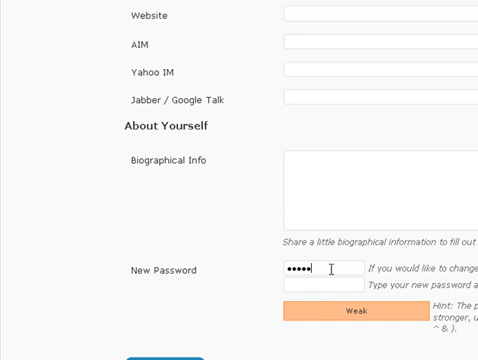 Website
AIM
Yahoo IM
Jabber / Google Talk
About Yourself
Biographical Info
Share a little biographical information to fill out
New Password
If you would like to change
Type your new password a
Weak
Hint: The p
stronger, u
^ & ).